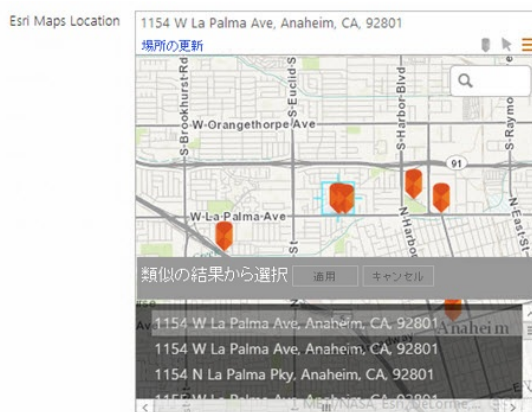 Esri Maps Location
1154 W La Palma Ave, Anaheim, CA, 92801
場所の更新
S-Brookhurst-Rd
S-Euclid-S
S-Harbor-Blvd
S-Raymo
W-Orangethorpe-Ave
91
W-La-Palma-Ave
St
N-Harbo
N-East-St
類似の結果から選択
適用
キャンセル
1154 W La Palma Ave, Anaheim, CA, 92801
Anaheim
1154 W La Palma Ave, Anaheim, CA, 92801
1154 N La Palma Pky, Anaheim, CA, 92801